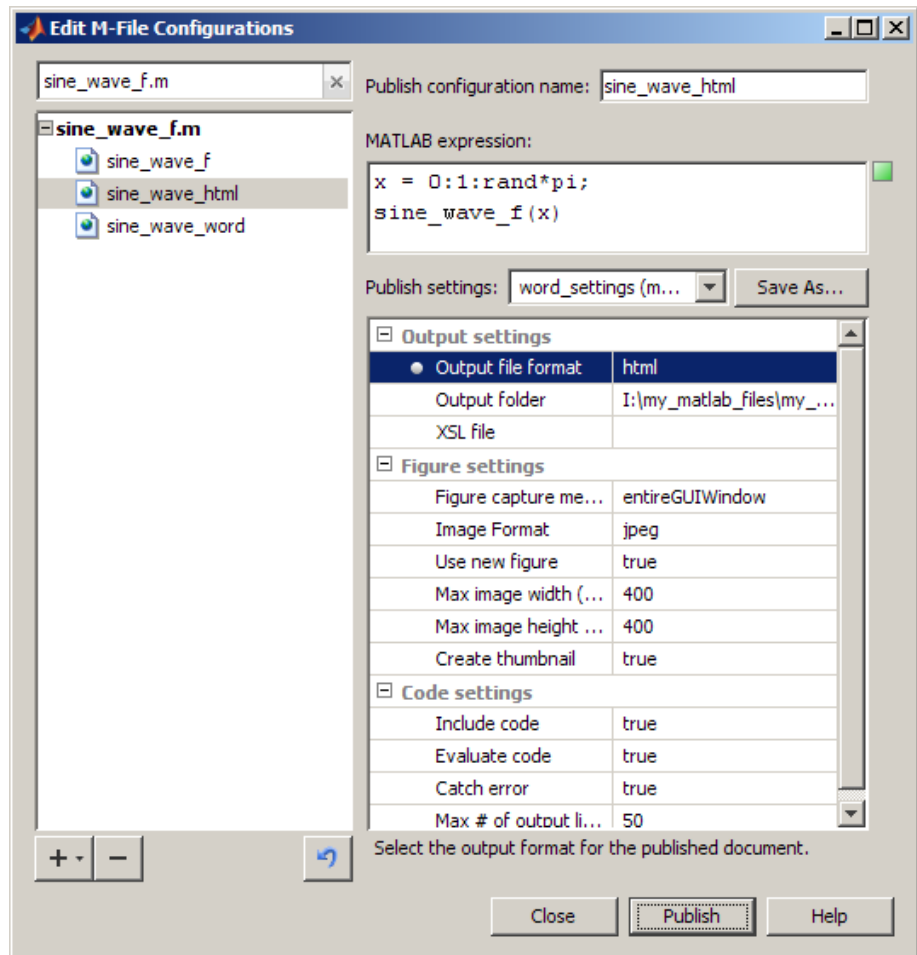 Edit M-File Configurations
sine_wave_f.m
sine_wave_f.m
sine_wave_f
sine_wave_html
sine_wave_word
Publish configuration name: sine_wave_html
MATLAB expression:
x = 0:1:rand*pi;
sine_wave_f(x)
Publish settings: word_settings (m... Save As...
Output settings
Output file format html
Output folder I:\my_matlab_files\my_...
XSL file
Figure settings
Figure capture me... entireGUIWindow
Image Format jpeg
Use new figure true
Max image width (... 400
Max image height ... 400
Create thumbnail true
Code settings
Include code true
Evaluate code true
Catch error true
Max # of output li... 50
Select the output format for the published document.
Close Publish Help